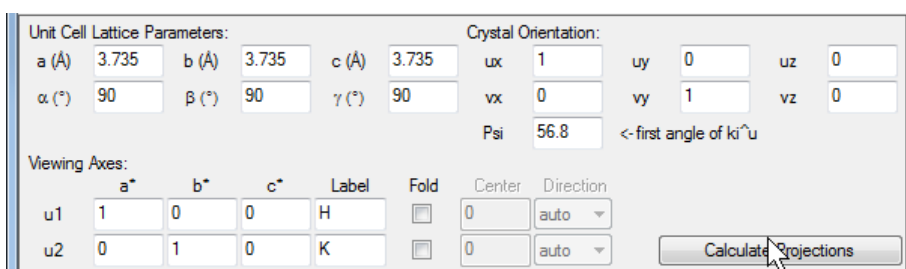 Unit Cell Lattice Parameters: Crystal Orientation:
a (Å) 3.735 b (Å) 3.735 c (Å) 3.735 ux 1 uy 0 uz 0
α (°) 90 β (°) 90 γ (°) 90 vx 0 vy 1 vz 0
Psi 56.8 <- first angle of ki^u
Viewing Axes:
a* b* c* Label Fold Center Direction
u1 1 0 0 H 0 auto
u2 0 1 0 K 0 auto Calculate Projections